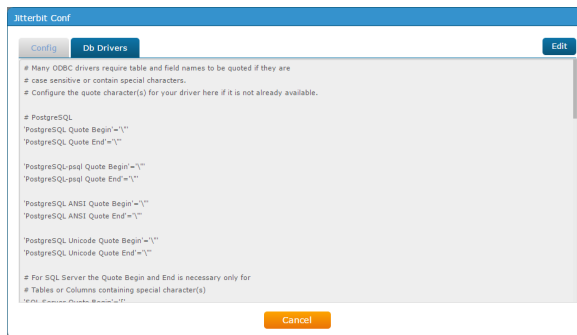 Jitterbit Conf
Config
Db Drivers
Edit
# Many ODBC drivers require table and field names to be quoted if they are
# case sensitive or contain special characters.
# Configure the quote character(s) for your driver here if it is not already available.
# PostgreSQL
'PostgreSQL Quote Begin'='\"'
'PostgreSQL Quote End'='\"'
'PostgreSQL-psql Quote Begin'='\"'
'PostgreSQL-psql Quote End'='\"'
'PostgreSQL ANSI Quote Begin'='\"'
'PostgreSQL ANSI Quote End'='\"'
'PostgreSQL Unicode Quote Begin'='\"'
'PostgreSQL Unicode Quote End'='\"'
# For SQL Server the Quote Begin and End is necessary only for
# Tables or Columns containing special character(s)
'SQL Server Quote Begin'='['
Cancel